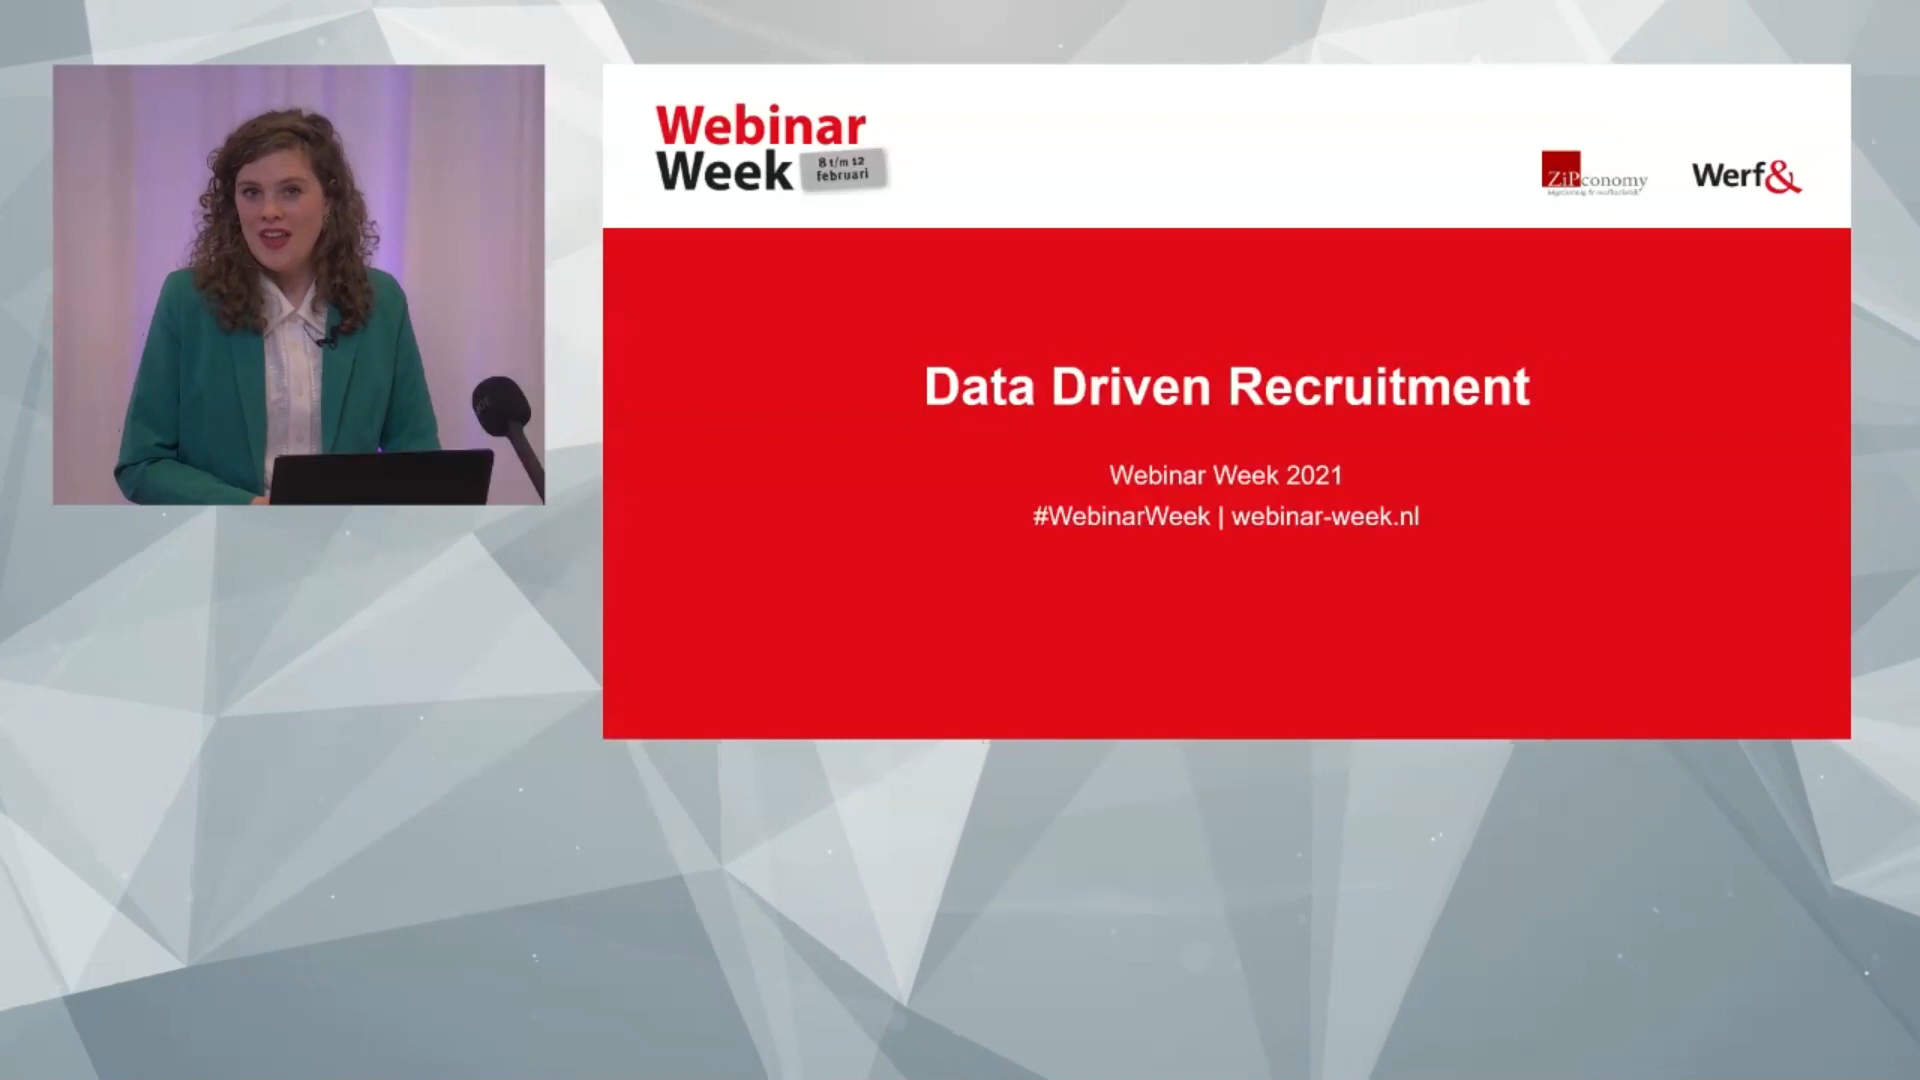 Webinar
Week
8 t/m 12
februari
ZiPconomy
Werf&
Data Driven Recruitment
Webinar Week 2021
#WebinarWeek | webinar-week.nl